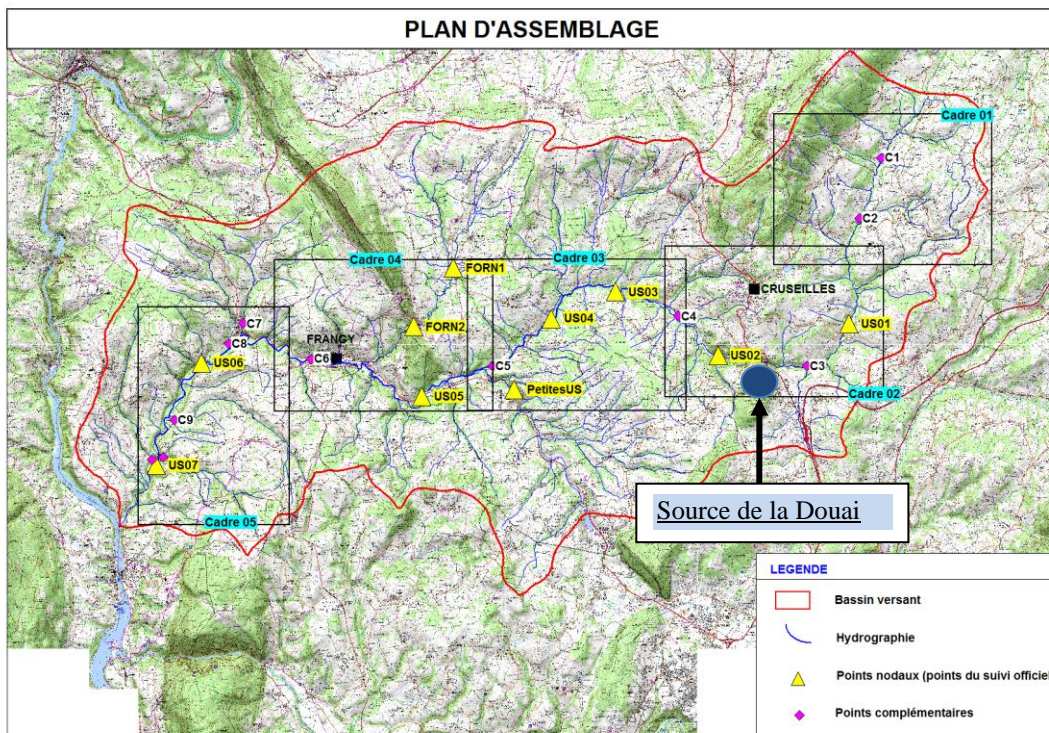 PLAN D'ASSEMBLAGE
Cadre 01
C1
C2
Cadre 04
Cadre 03
FORN1
CRUSEILLES
US03
C4
US04
US01
C7
FORN2
C8
FRANGY
C6
US06
US02
C3
C5
PetitesUS
US05
Cadre 02
C9
US07
Source de la Douai
Cadre 05
LEGENDE
Bassin versant
Hydrographie
Points nodaux (points du suivi officiel
Points complémentaires